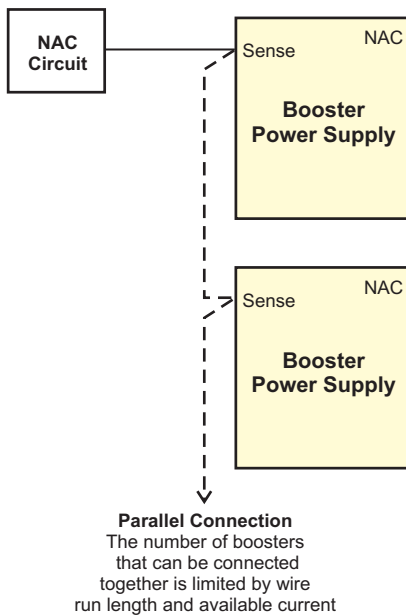 NAC
Circuit
NAC
Sense
Booster
Power Supply
NAC
Sense
Booster
Power Supply
Parallel Connection
The number of boosters
that can be connected
together is limited by wire
run length and available current